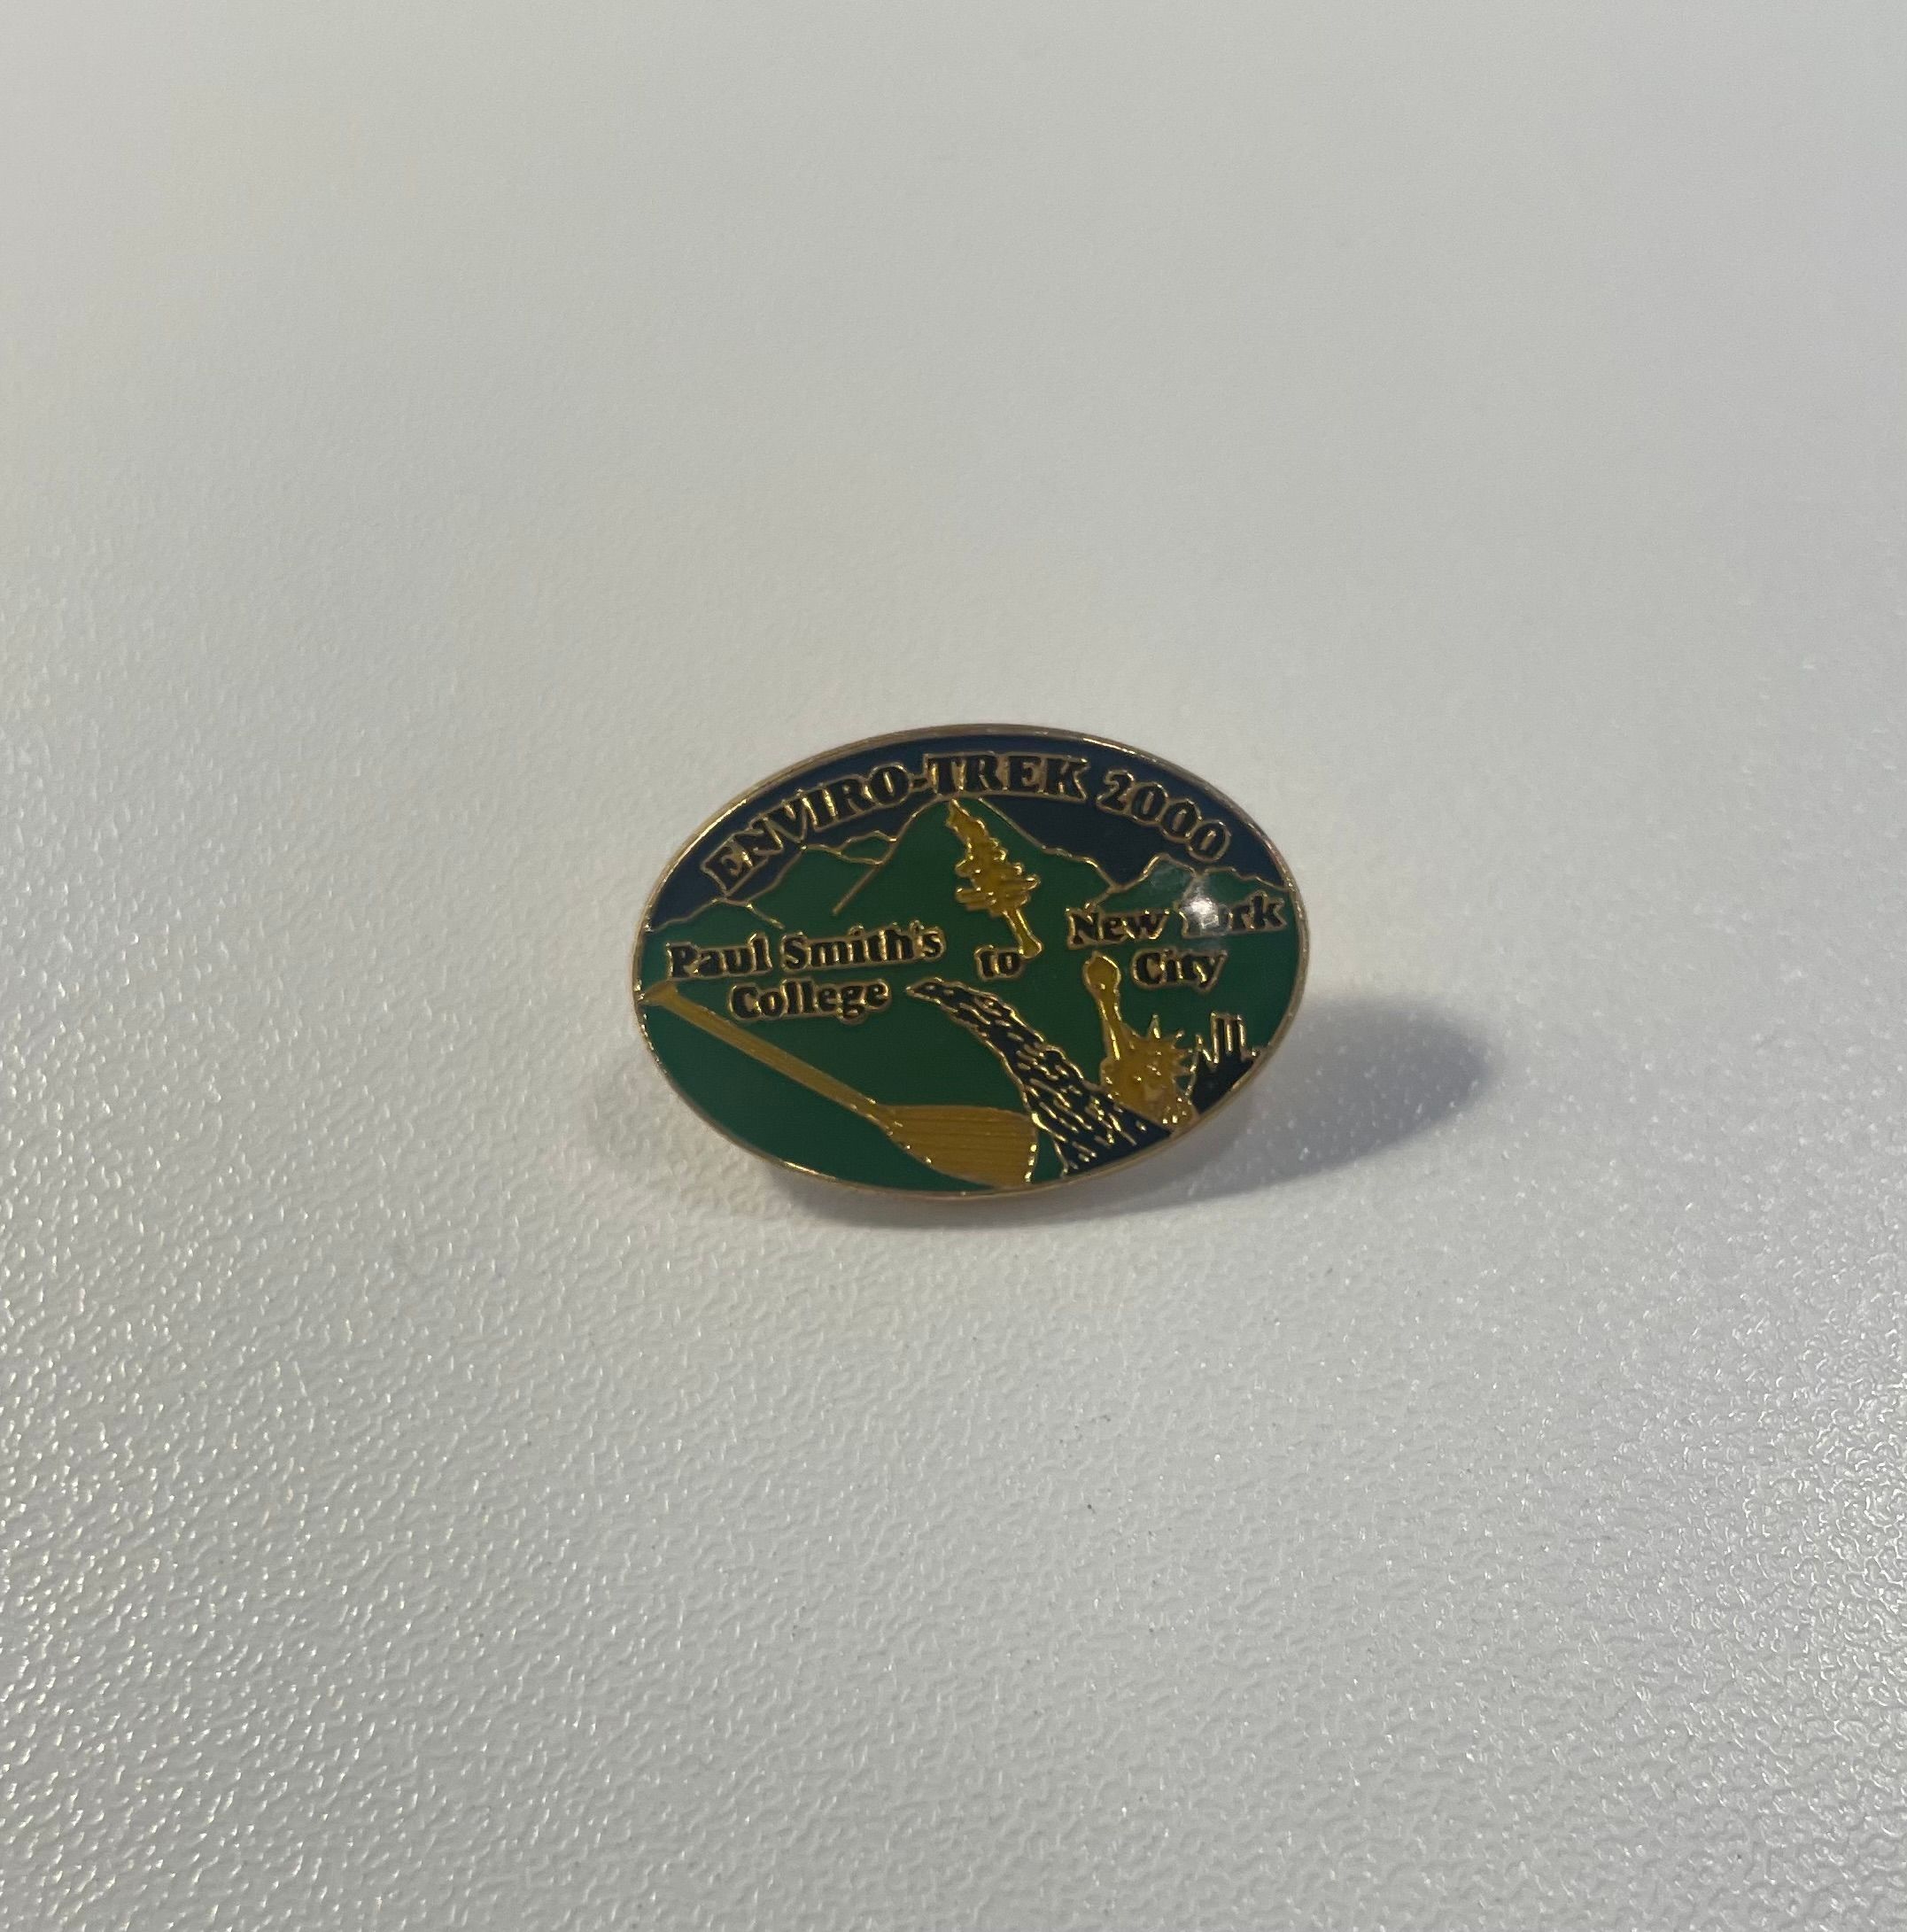 ENVIRO-TREK 2000
Paul Smith's
College
to
New York
City